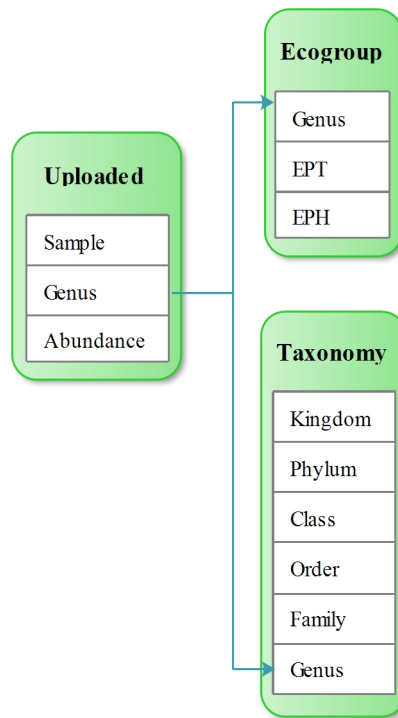 Uploaded
Sample
Genus
Abundance
Ecogroup
Genus
EPT
EPH
Taxonomy
Kingdom
Phylum
Class
Order
Family
Genus